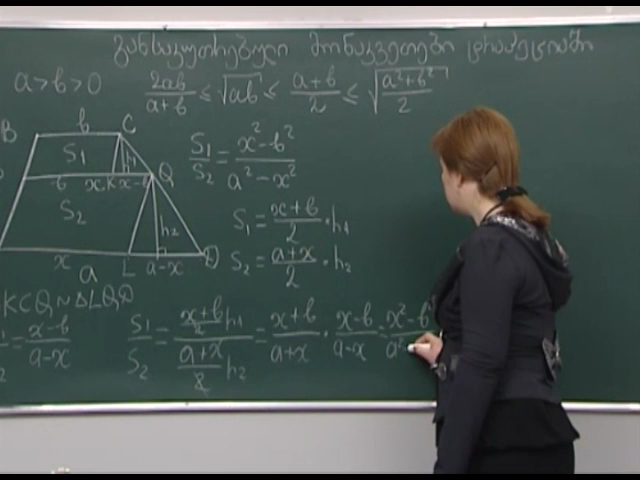 განსაკუთრებული მონაკვეთები ტრაპეციაში
a > b > 0
2ab/(a+b) ≤ √ab ≤ (a+b)/2 ≤ √((a²+b²)/2)
B b C
S₁ h₁
b x K x-b Q
S₂ h₂
x L a-x D
a
S₁/S₂ = (x²-b²)/(a²-x²)
S₁ = (x+b)/2 · h₁
S₂ = (a+x)/2 · h₂
KCQ ~ ΔLQD
= (x-b)/(a-x)
S₁/S₂ = ((x+b)/2 h₁)/((a+x)/2 h₂) = (x+b)/(a+x) · (x-b)/(a-x) = (x²-b²)/(a²-